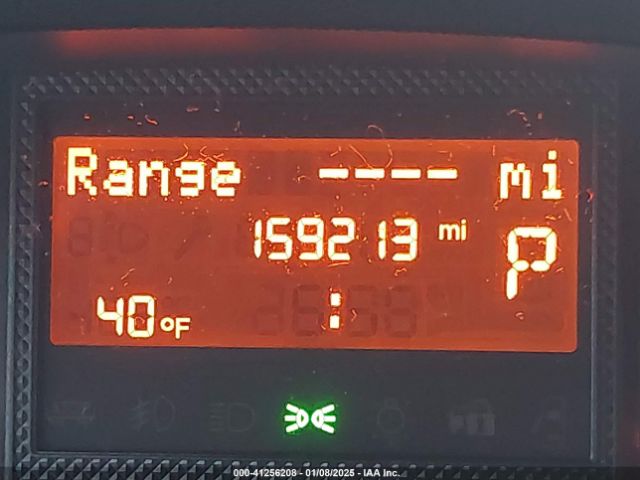 Range ---- mi
159213 mi
P
40°F :
000-41256208 - 01/08/2025 - IAA Inc.